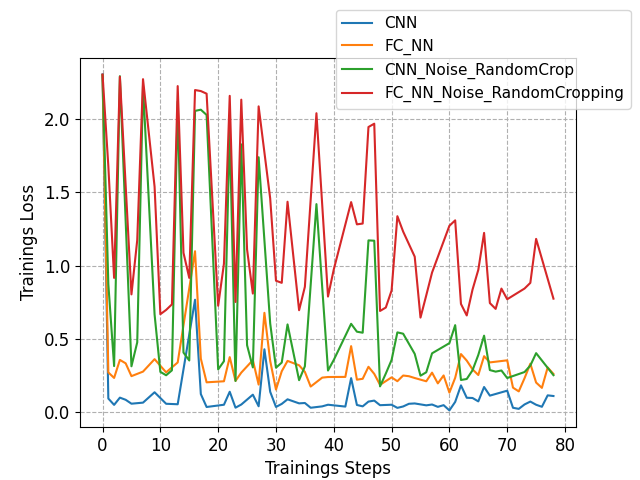 CNN
FC_NN
CNN_Noise_RandomCrop
FC_NN_Noise_RandomCropping
2.0
1.5
1.0
0.5
0.0
Trainings Loss
0 10 20 30 40 50 60 70 80
Trainings Steps